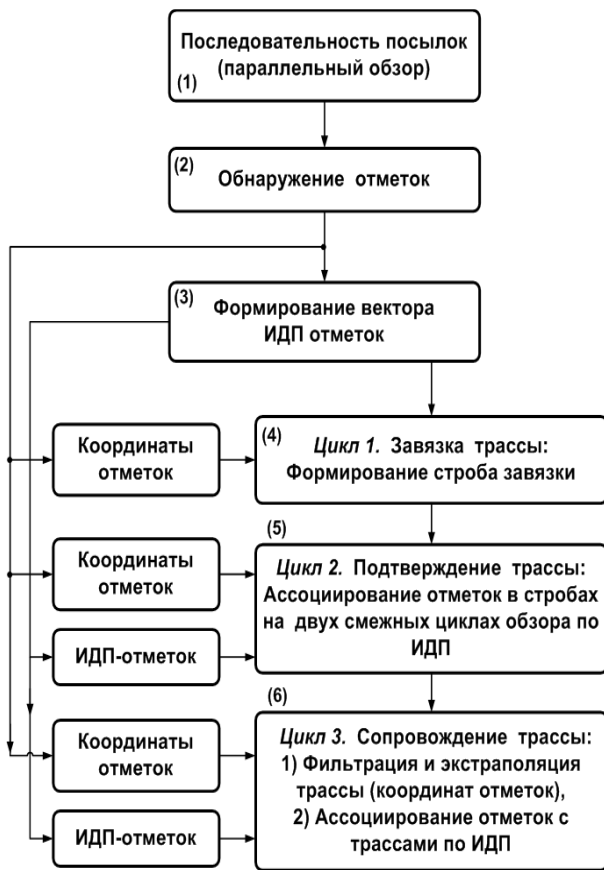 Последовательность посылок
(параллельный обзор)
(1)
(2)
Обнаружение отметок
(3)
Формирование вектора
ИДП отметок
Координаты
отметок
(4)
Цикл 1. Завязка трассы:
Формирование строба завязки
(5)
Координаты
отметок
ИДП-отметок
Цикл 2. Подтверждение трассы:
Ассоциирование отметок в стробах
на двух смежных циклах обзора по
ИДП
(6)
Координаты
отметок
ИДП-отметок
Цикл 3. Сопровождение трассы:
1) Фильтрация и экстраполяция
трассы (координат отметок),
2) Ассоциирование отметок с
трассами по ИДП